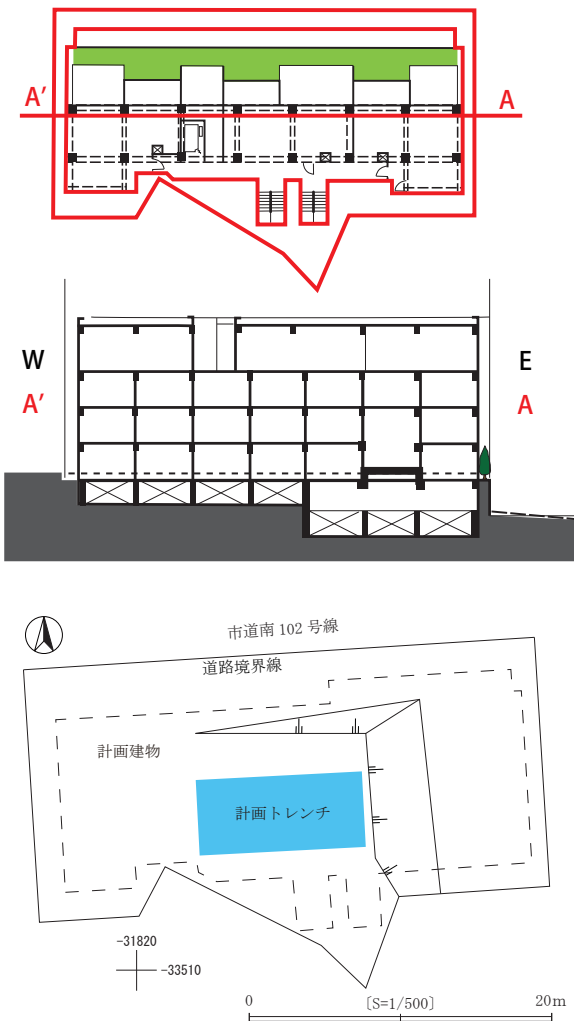 A′
A
W
E
A′
A
市道南 102 号線
道路境界線
計画建物
計画トレンチ
-31820
-33510
0
[S=1/500]
20m